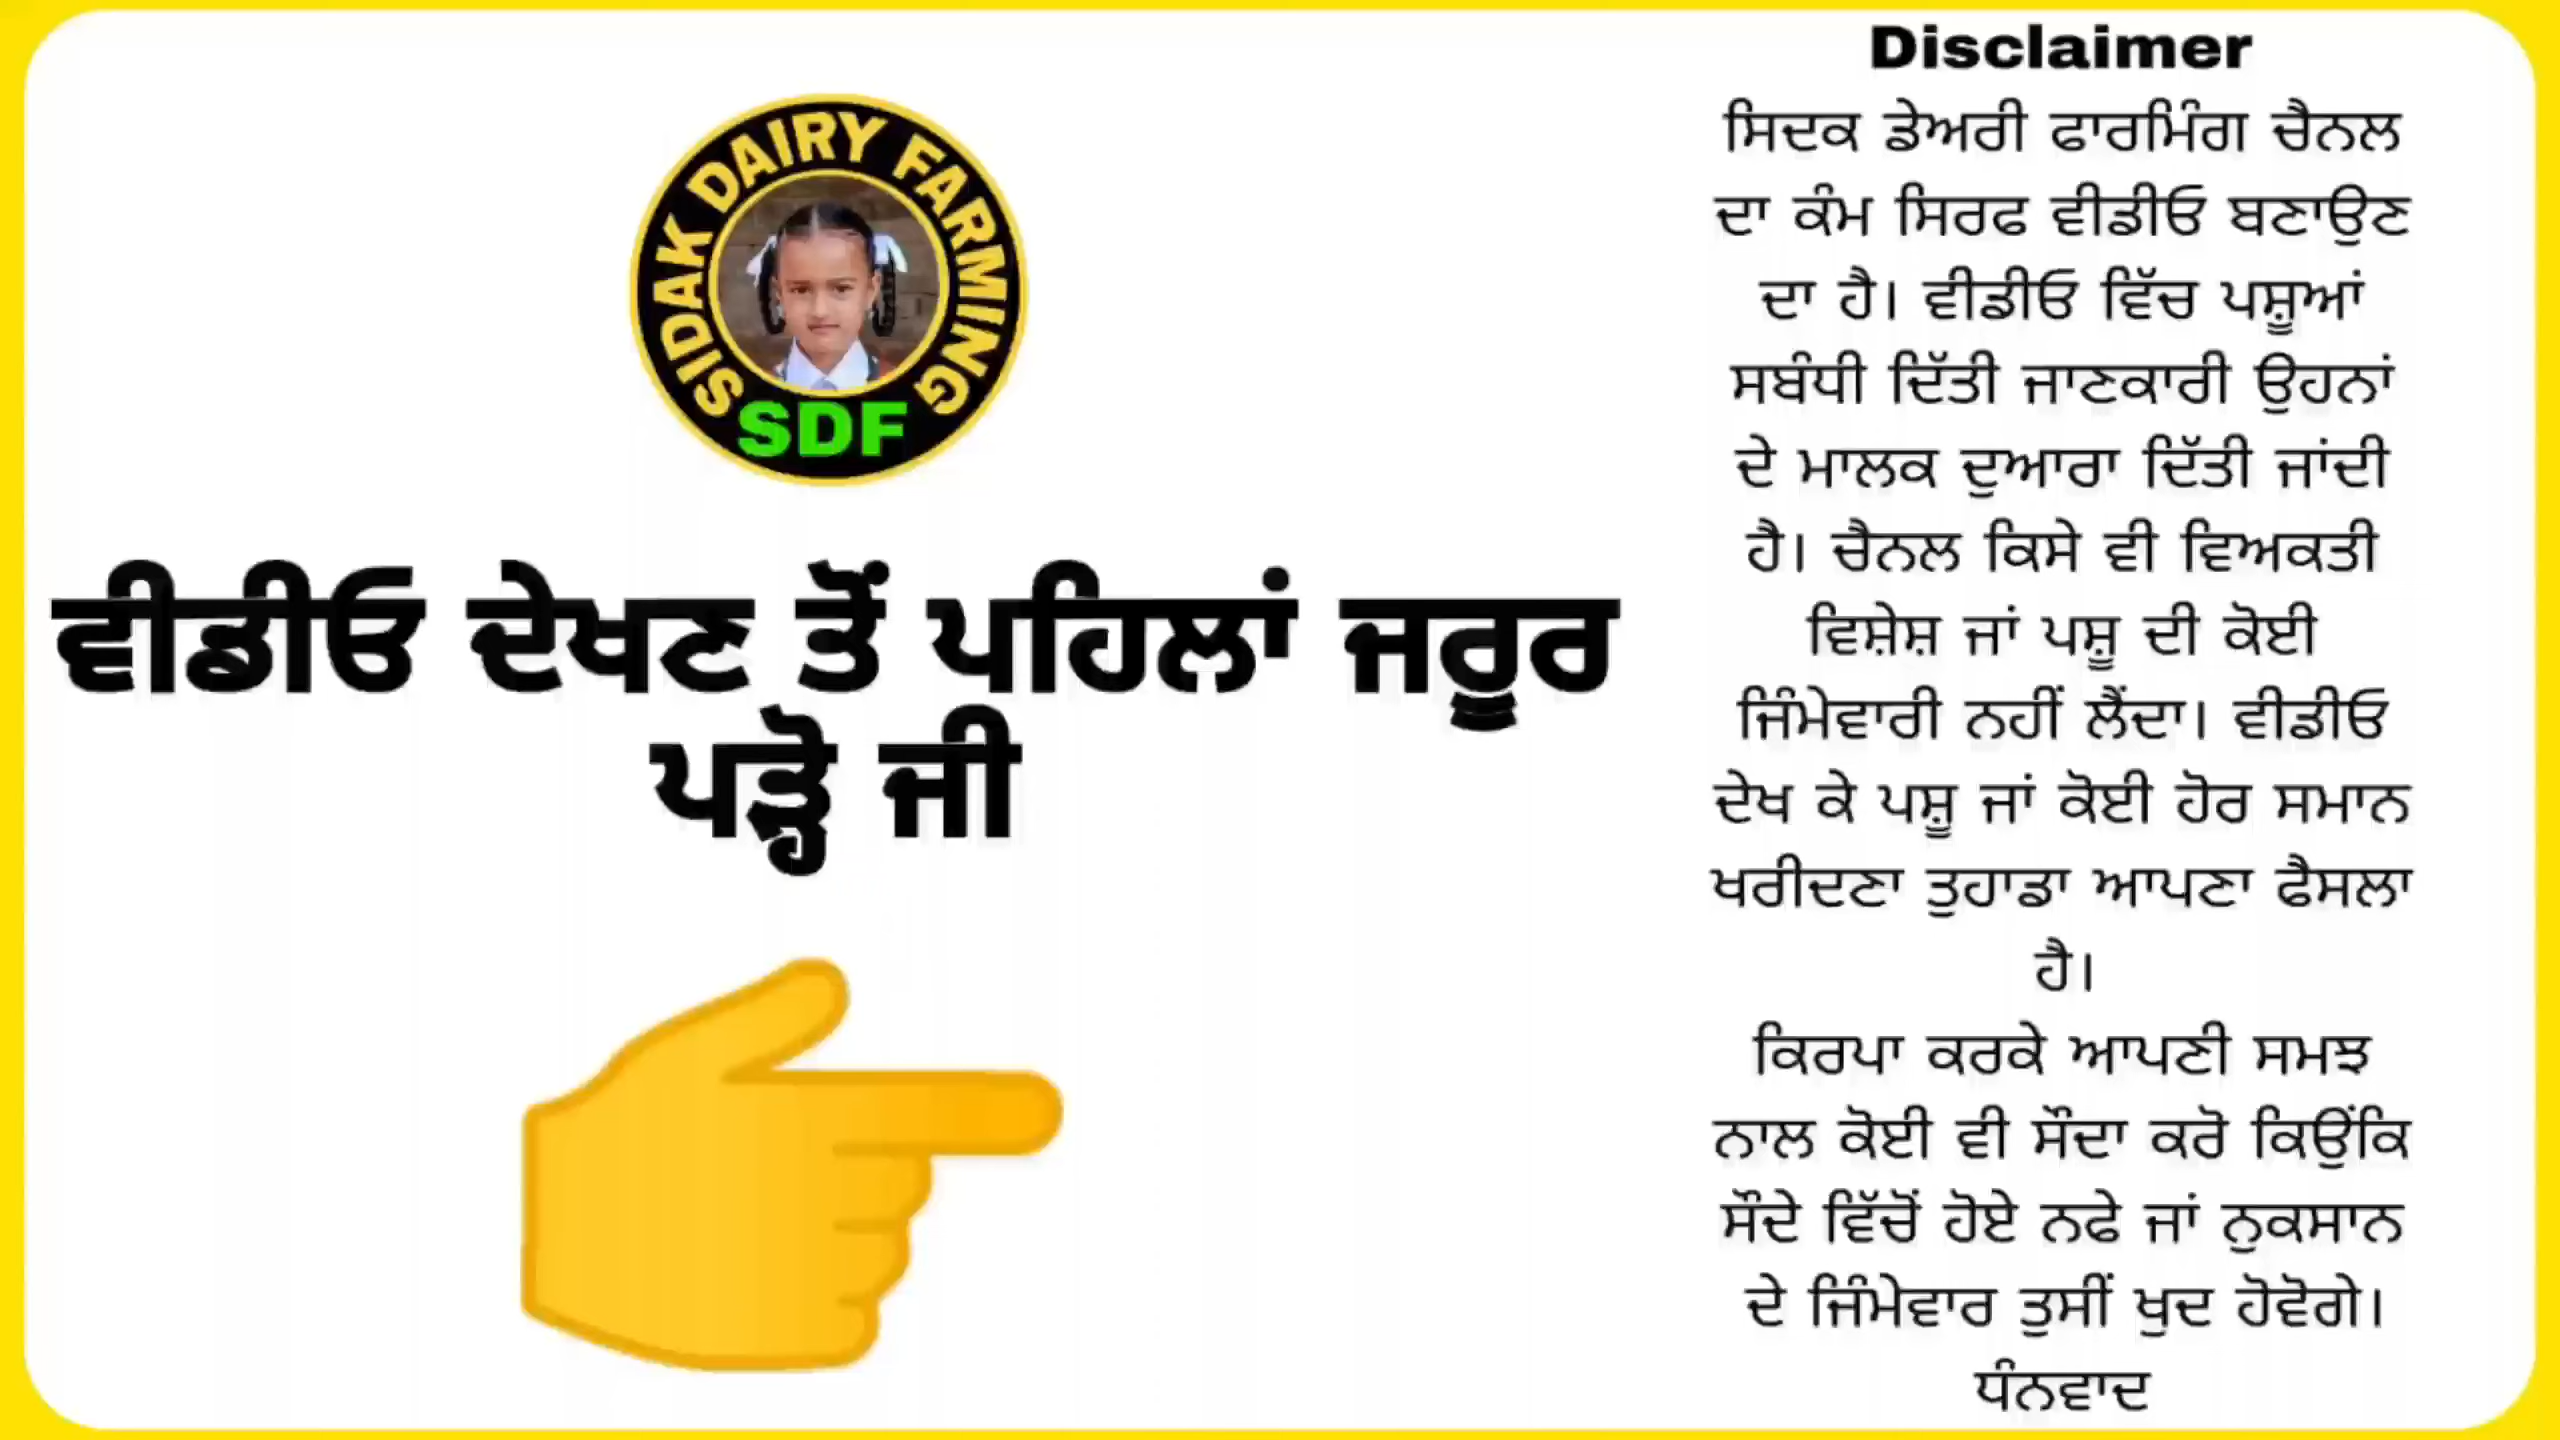 SIDAK DAIRY FARMING
SDF
ਵੀਡੀਓ ਦੇਖਣ ਤੋਂ ਪਹਿਲਾਂ ਜਰੂਰ
ਪੜ੍ਹੋ ਜੀ
Disclaimer
ਸਿਦਕ ਡੇਅਰੀ ਫਾਰਮਿੰਗ ਚੈਨਲ
ਦਾ ਕੰਮ ਸਿਰਫ ਵੀਡੀਓ ਬਣਾਉਣ
ਦਾ ਹੈ। ਵੀਡੀਓ ਵਿੱਚ ਪਸ਼ੂਆਂ
ਸਬੰਧੀ ਦਿੱਤੀ ਜਾਣਕਾਰੀ ਉਹਨਾਂ
ਦੇ ਮਾਲਕ ਦੁਆਰਾ ਦਿੱਤੀ ਜਾਂਦੀ
ਹੈ। ਚੈਨਲ ਕਿਸੇ ਵੀ ਵਿਅਕਤੀ
ਵਿਸ਼ੇਸ਼ ਜਾਂ ਪਸ਼ੂ ਦੀ ਕੋਈ
ਜਿੰਮੇਵਾਰੀ ਨਹੀਂ ਲੈਂਦਾ। ਵੀਡੀਓ
ਦੇਖ ਕੇ ਪਸ਼ੂ ਜਾਂ ਕੋਈ ਹੋਰ ਸਮਾਨ
ਖਰੀਦਣਾ ਤੁਹਾਡਾ ਆਪਣਾ ਫੈਸਲਾ
ਹੈ।
ਕਿਰਪਾ ਕਰਕੇ ਆਪਣੀ ਸਮਝ
ਨਾਲ ਕੋਈ ਵੀ ਸੌਦਾ ਕਰੋ ਕਿਉਂਕਿ
ਸੌਦੇ ਵਿੱਚੋਂ ਹੋਏ ਨਫੇ ਜਾਂ ਨੁਕਸਾਨ
ਦੇ ਜਿੰਮੇਵਾਰ ਤੁਸੀਂ ਖੁਦ ਹੋਵੋਗੇ।
ਧੰਨਵਾਦ